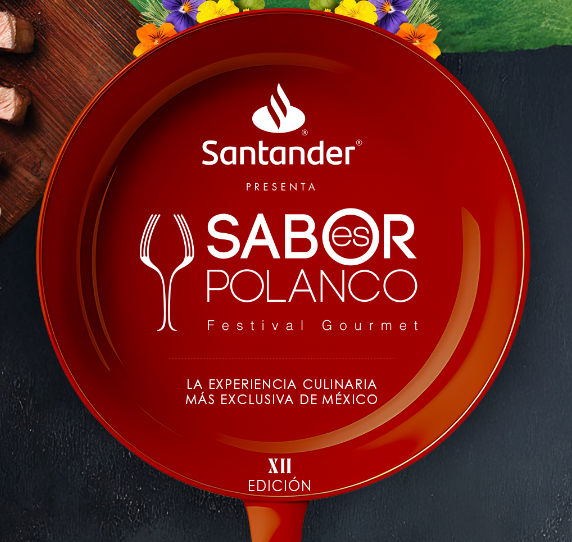 Santander®
PRESENTA
SABOR
es
POLANCO
Festival Gourmet
LA EXPERIENCIA CULINARIA
MÁS EXCLUSIVA DE MÉXICO
XII
EDICIÓN